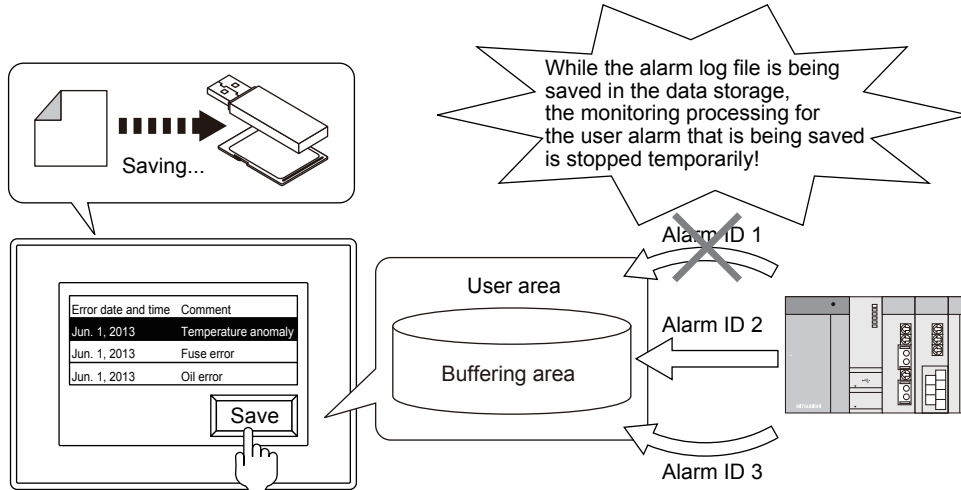 While the alarm log file is being
saved in the data storage,
the monitoring processing for
the user alarm that is being saved
is stopped temporarily!
Saving...
Alarm ID 1
User area
Error date and time Comment
Jun. 1, 2013 Temperature anomaly
Jun. 1, 2013 Fuse error
Jun. 1, 2013 Oil error
Alarm ID 2
Buffering area
Save
Alarm ID 3